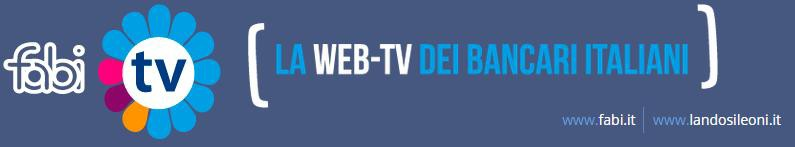 fabi
tv
[ LA WEB-TV DEI BANCARI ITALIANI ]
www.fabi.it | www.landosileoni.it